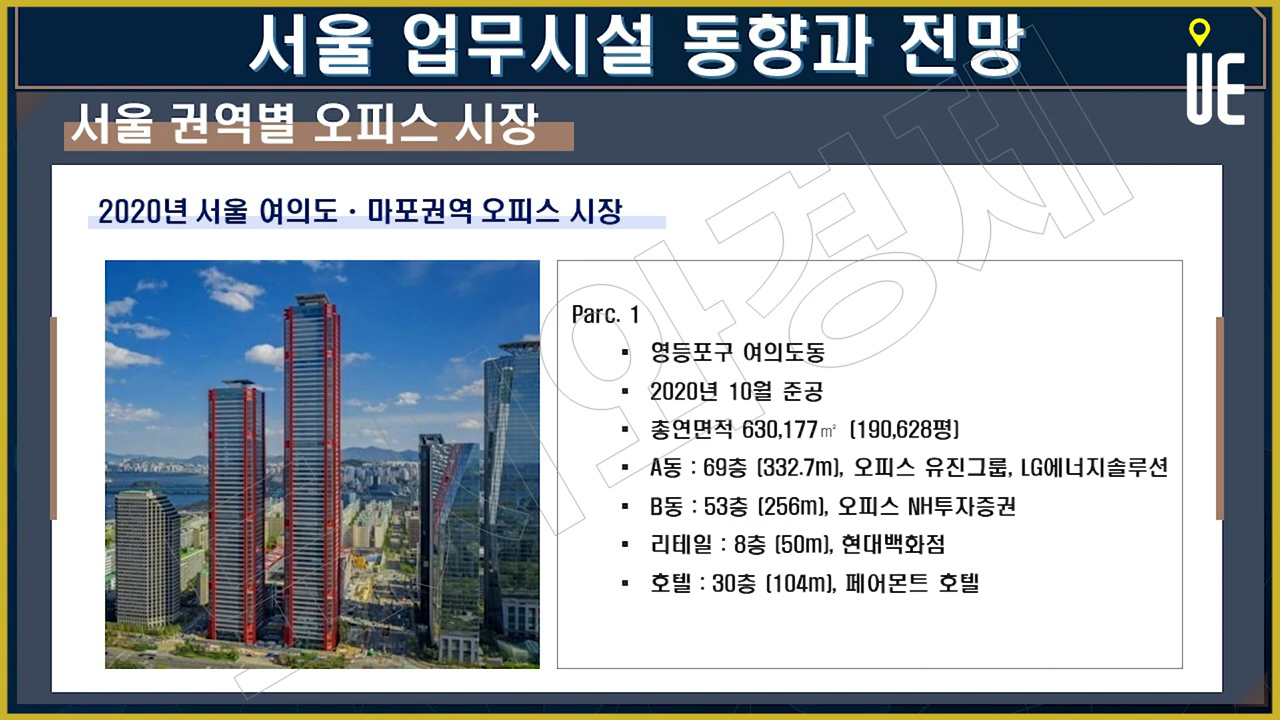 서울 업무시설 동향과 전망
UE
서울 권역별 오피스 시장
2020년 서울 여의도 · 마포권역 오피스 시장
Parc. 1
▪ 영등포구 여의도동
▪ 2020년 10월 준공
▪ 총연면적 630,177㎡ (190,628평)
▪ A동 : 69층 (332.7m), 오피스 유진그룹, LG에너지솔루션
▪ B동 : 53층 (256m), 오피스 NH투자증권
▪ 리테일 : 8층 (50m), 현대백화점
▪ 호텔 : 30층 (104m), 페어몬트 호텔